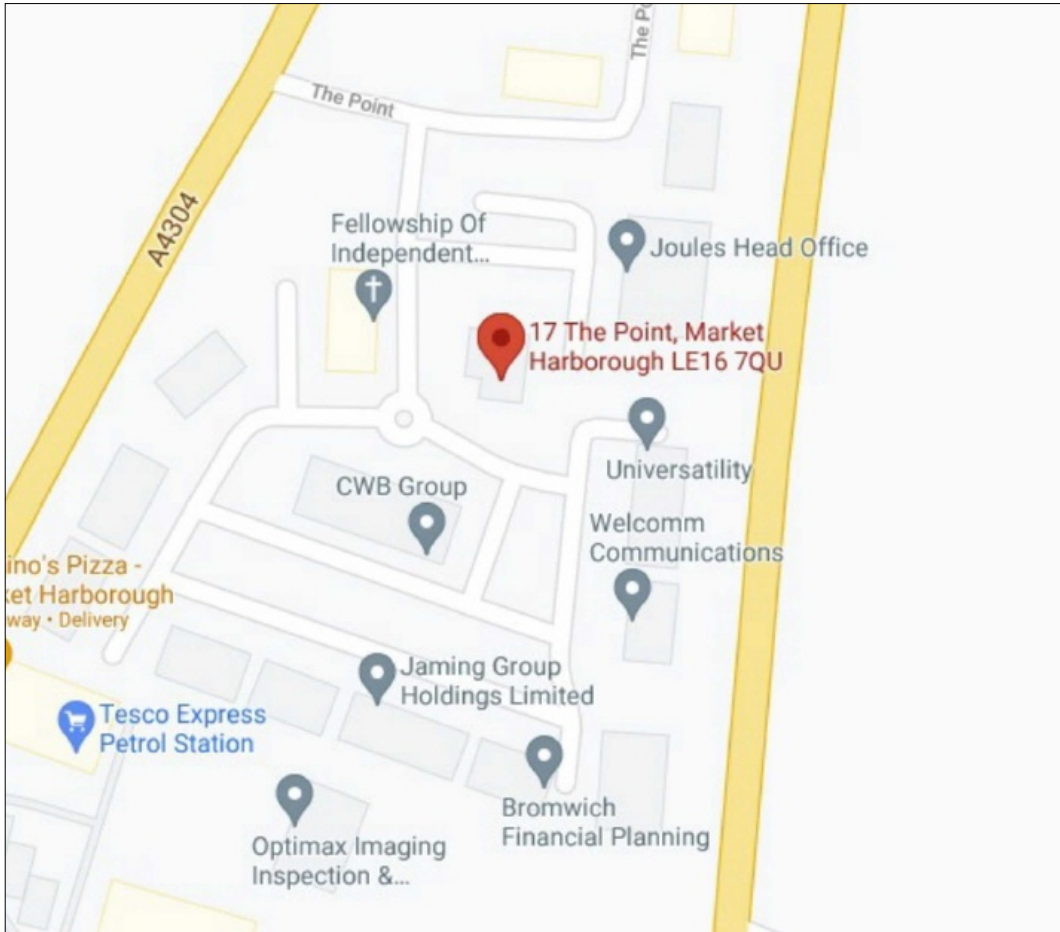 The Po
The Point
A4304
Fellowship Of
Independent...
Joules Head Office
17 The Point, Market
Harborough LE16 7QU
Universatility
CWB Group
Welcomm
Communications
ino's Pizza -
ket Harborough
way • Delivery
Jaming Group
Holdings Limited
Tesco Express
Petrol Station
Bromwich
Financial Planning
Optimax Imaging
Inspection &...